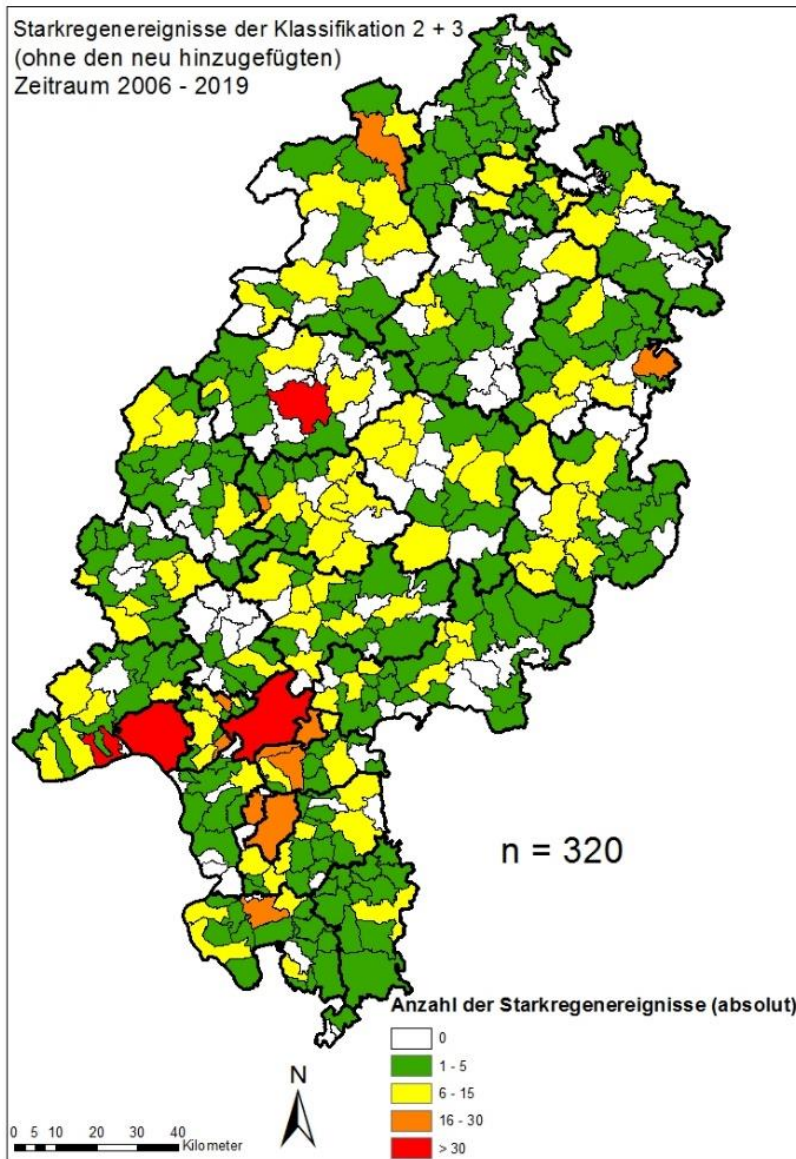 Starkregenereignisse der Klassifikation 2 + 3
(ohne den neu hinzugefügten)
Zeitraum 2006 - 2019
n = 320
Anzahl der Starkregenereignisse (absolut)
0
1 - 5
6 - 15
16 - 30
> 30
N
0 5 10 20 30 40
Kilometer